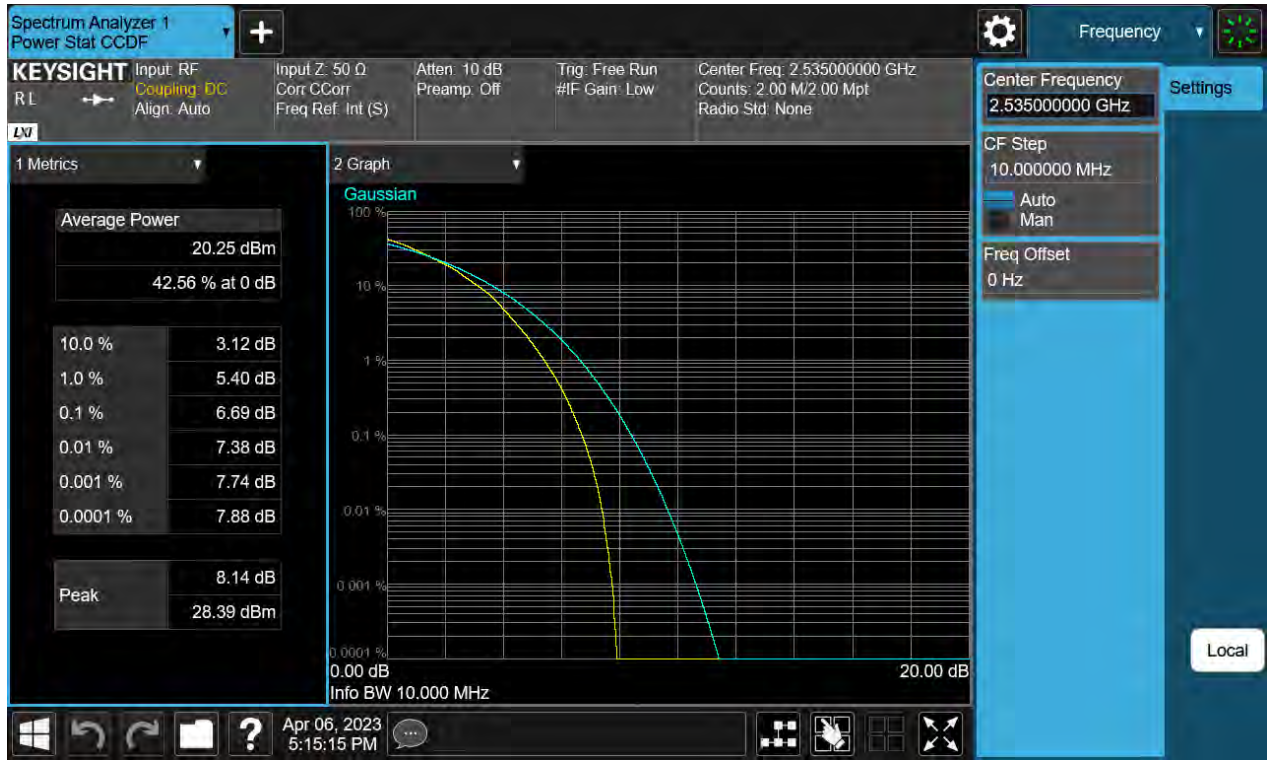 Spectrum Analyzer 1
Power Stat CCDF
+
Frequency
KEYSIGHT
RL
LXI
Input: RF
Coupling: DC
Align: Auto
Input Z: 50 Ω
Corr CCorr
Freq Ref: Int (S)
Atten: 10 dB
Preamp: Off
Trig: Free Run
#IF Gain: Low
Center Freq: 2.535000000 GHz
Counts: 2.00 M/2.00 Mpt
Radio Std: None
Center Frequency
2.535000000 GHz
Settings
CF Step
10.000000 MHz
Auto
Man
Freq Offset
0 Hz
1 Metrics
Average Power
20.25 dBm
42.56 % at 0 dB
10.0 % 3.12 dB
1.0 % 5.40 dB
0.1 % 6.69 dB
0.01 % 7.38 dB
0.001 % 7.74 dB
0.0001 % 7.88 dB
Peak
8.14 dB
28.39 dBm
2 Graph
Gaussian
100 %
10 %
1 %
0.1 %
0.01 %
0.001 %
0.0001 %
0.00 dB 20.00 dB
Info BW 10.000 MHz
Local
?
Apr 06, 2023
5:15:15 PM